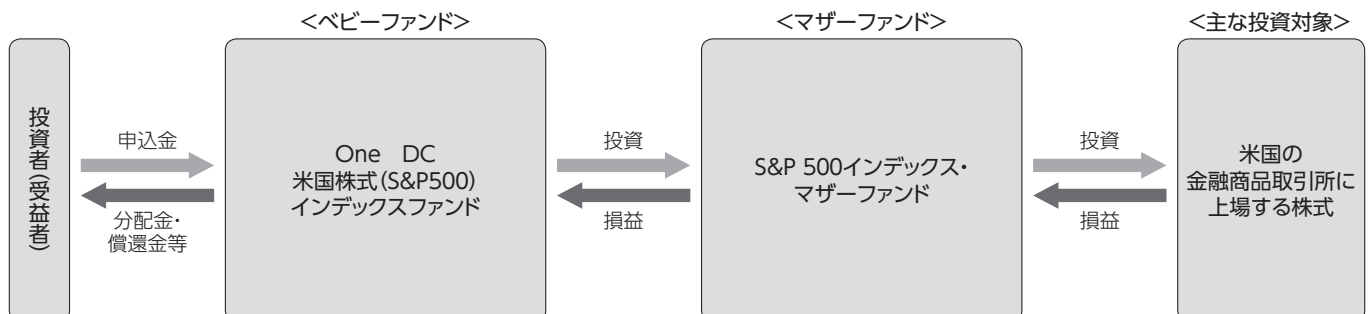 <ベビーファンド>
<マザーファンド>
<主な投資対象>
投資者(受益者)
申込金
分配金・
償還金等
One　DC
米国株式(S&P500)
インデックスファンド
投資
損益
S&P 500インデックス・
マザーファンド
投資
損益
米国の
金融商品取引所に
上場する株式